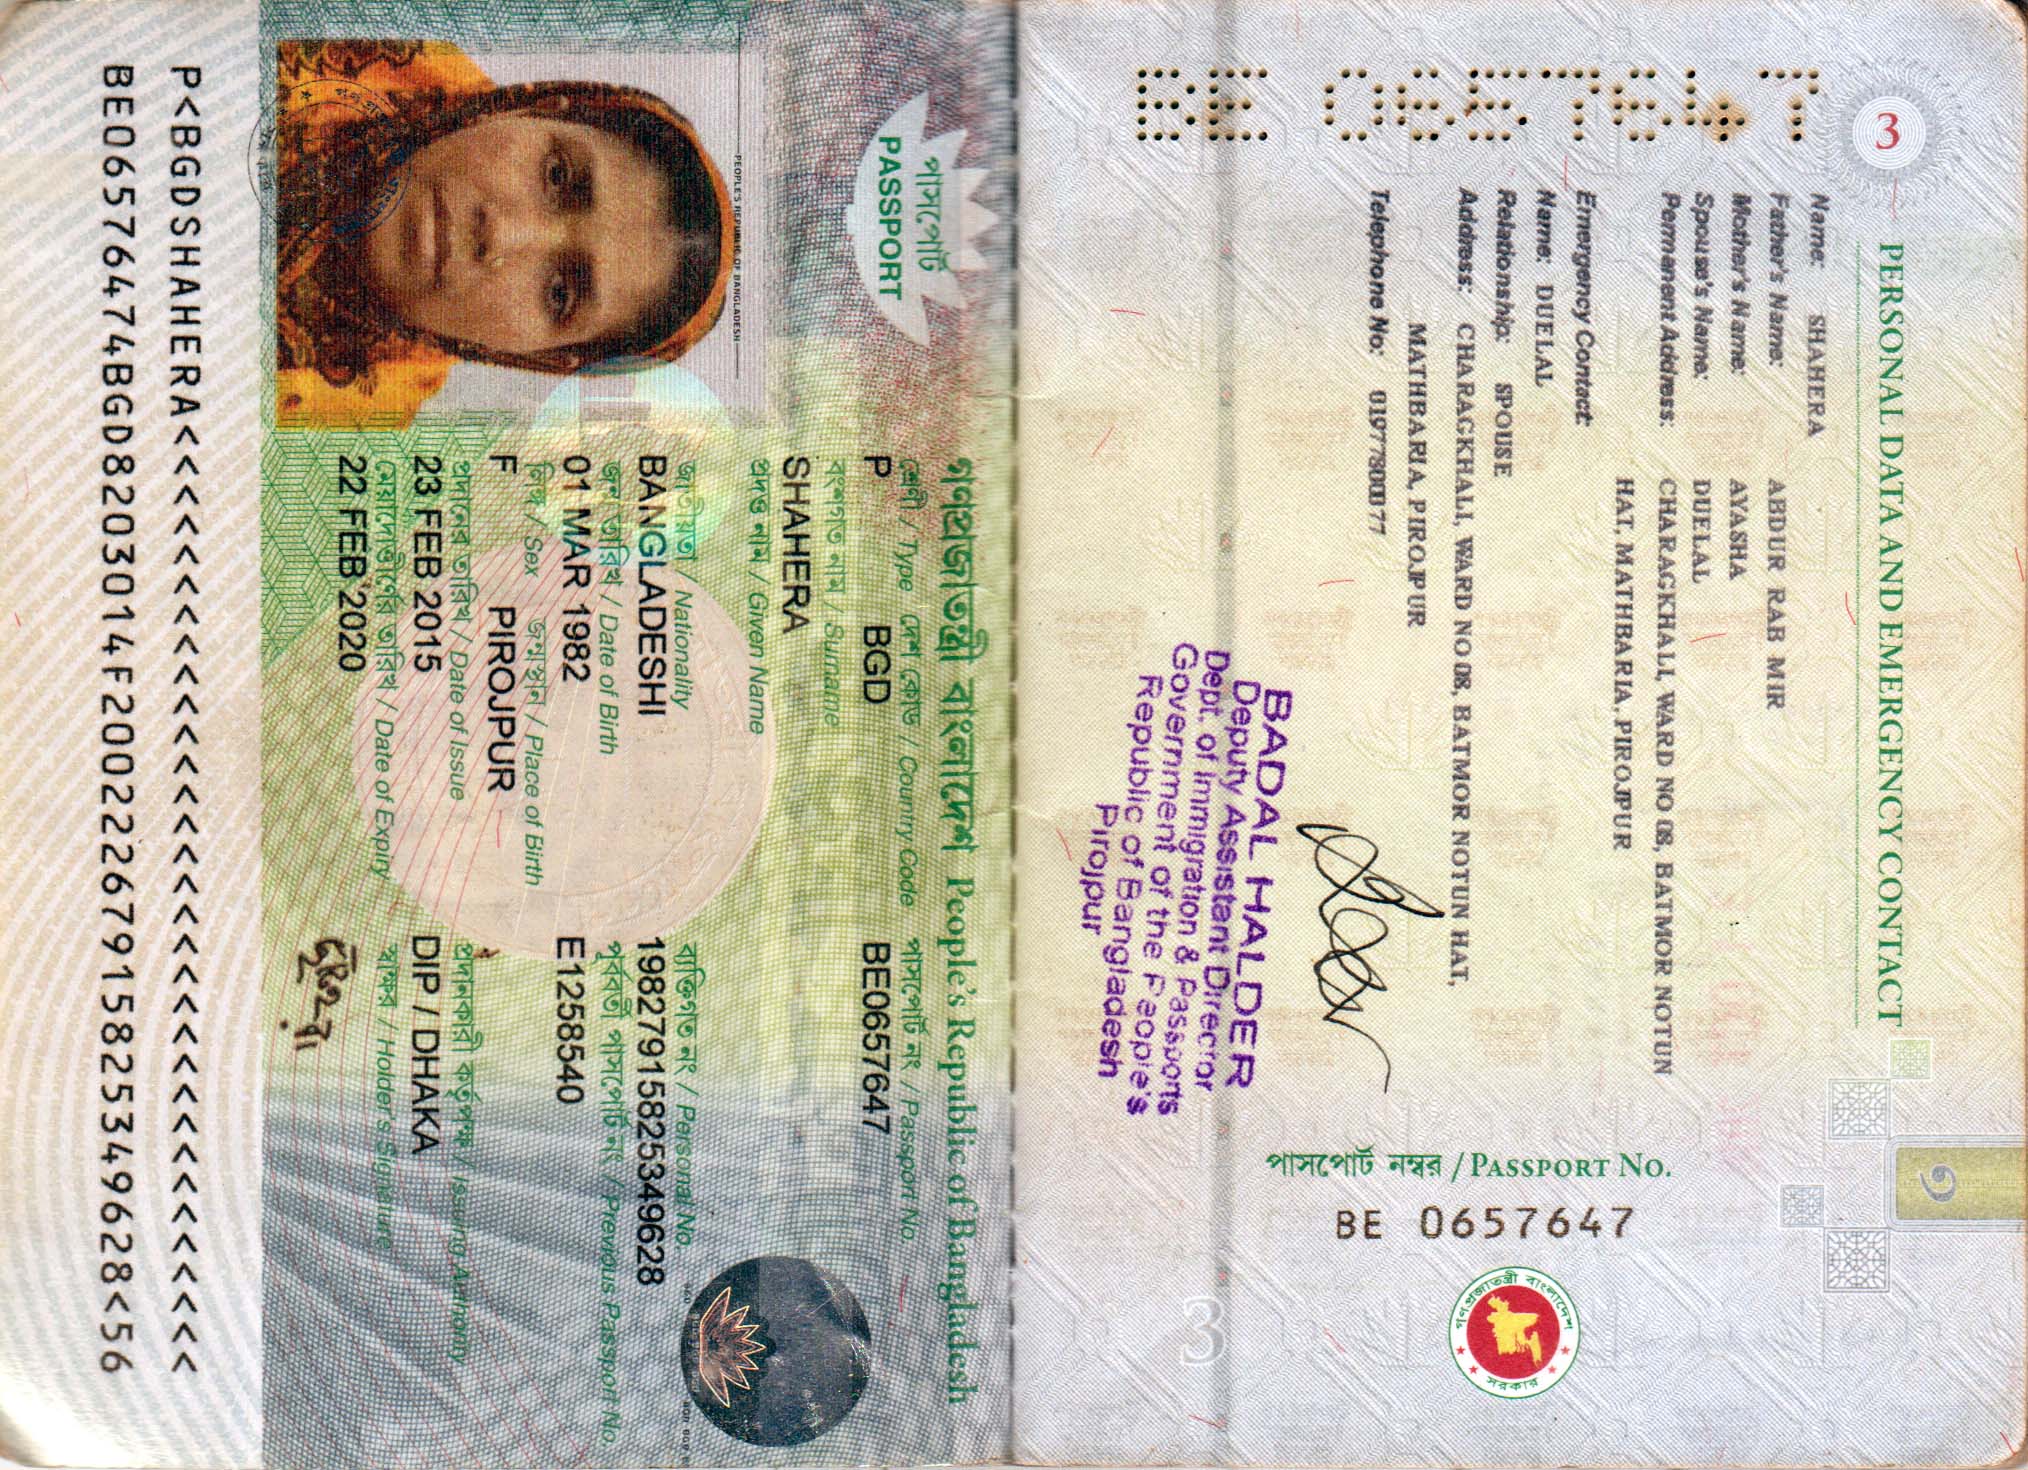 3
PERSONAL DATA AND EMERGENCY CONTACT
Name: SHAHERA
Father's Name: ABDUR RAB MIR
Mother's Name: AYASHA
Spouse's Name: DUELAL
Permanent Address: CHARAGKHALI, WARD NO 08, BATMOR NOTUN
HAT, MATHBARIA, PIROJPUR
Emergency Contact:
Name: DUELAL
Relationship: SPOUSE
Address: CHARAGKHALI, WARD NO 08, BATMOR NOTUN HAT,
MATHBARIA, PIROJPUR
Telephone No:
BADAL HALDER
Deputy Assistant Director
Dept. of Immigration & Passports
Government of the People's
Republic of Bangladesh
Pirojpur
পাসপোর্ট নম্বর / PASSPORT No.
BE 0657647
গণপ্রজাতন্ত্রী বাংলাদেশ
সরকার
3
BE 0657647
গণপ্রজাতন্ত্রী বাংলাদেশ People's Republic of Bangladesh
পাসপোর্ট
PASSPORT
শ্রেণী / Type দেশ কোড / Country Code পাসপোর্ট নং / Passport No.
P BGD BE0657647
বংশগত নাম / Surname
SHAHERA
প্রদত্ত নাম / Given Name
জাতীয়তা / Nationality ব্যক্তিগত নং / Personal No.
BANGLADESHI 19827915825349628
জন্ম তারিখ / Date of Birth পূর্ববর্তী পাসপোর্ট নং / Previous Passport No.
01 MAR 1982 E1258540
লিঙ্গ / Sex জন্মস্থান / Place of Birth
F PIROJPUR
প্রদানের তারিখ / Date of Issue প্রদানকারী কর্তৃপক্ষ / Issuing Authority
23 FEB 2015 DIP / DHAKA
মেয়াদোত্তীর্ণের তারিখ / Date of Expiry স্বাক্ষর / Holder's Signature
22 FEB 2020
PEOPLE'S REPUBLIC OF BANGLADESH
P<BGDSHAHERA<<<<<<<<<<<<<<<<<<<<<<<<<<<<<<<<
BE06576474BGD8203014F200222267915825349628<56